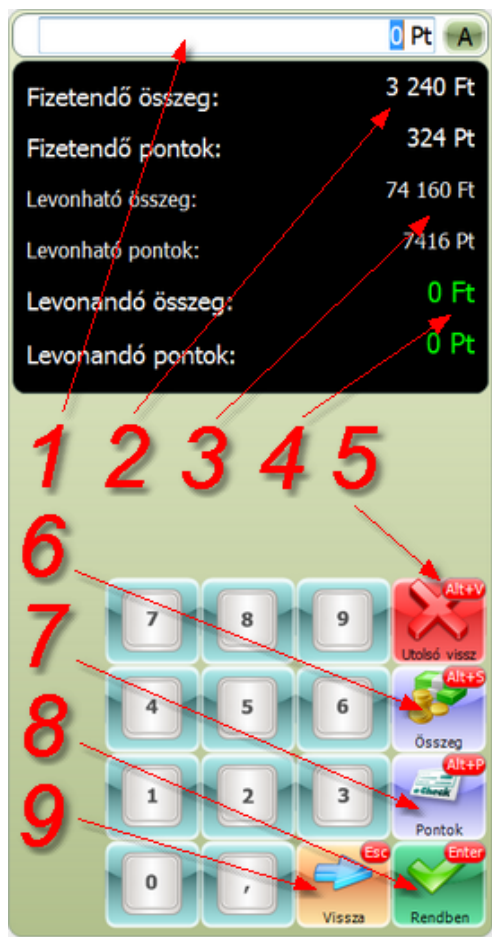 0 Pt A
Fizetendő összeg: 3 240 Ft
Fizetendő pontok: 324 Pt
Levonható összeg: 74 160 Ft
Levonható pontok: 7416 Pt
Levonandó összeg: 0 Ft
Levonandó pontok: 0 Pt
1 2 3 4 5
6
7
8
9
7 8 9 Alt+V
Utolsó vissz
4 5 6 Alt+S
Összeg
1 2 3 Alt+P
e-Check
Pontok
0 , Esc Enter
Vissza Rendben